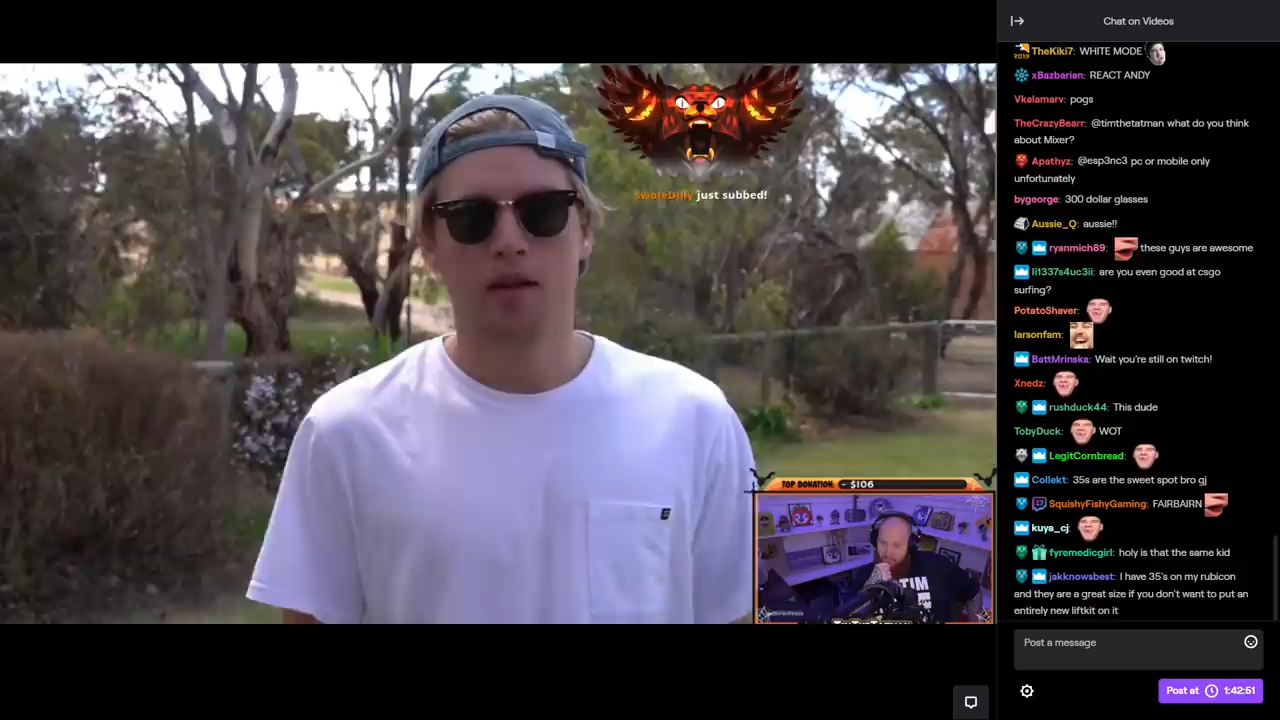 Chat on Videos
TheKiki7: WHITE MODE
xBazbarian: REACT ANDY
Vkalamarv: pogs
TheCrazyBearr: @timthetatman what do you think
about Mixer?
Apathyz: @esp3nc3 pc or mobile only
unfortunately
bygeorge: 300 dollar glasses
Aussie_Q: aussie!!
ryanmich89: these guys are awesome
li1337s4uc3ii: are you even good at csgo
surfing?
PotatoShaver:
larsonfam:
BattMrinska: Wait you're still on twitch!
Xnedz:
rushduck44: This dude
TobyDuck: WOT
LegitCornbread:
Collekt: 35s are the sweet spot bro gj
SquishyFishyGaming: FAIRBAIRN
kuya_cj:
fyremedicgirl: holy is that the same kid
jakknowsbest: I have 35's on my rubicon
and they are a great size if you don't want to put an
entirely new liftkit on it
Post a message
Post at 1:42:51
SwoleDilly just subbed!
TOP DONATION: - $106